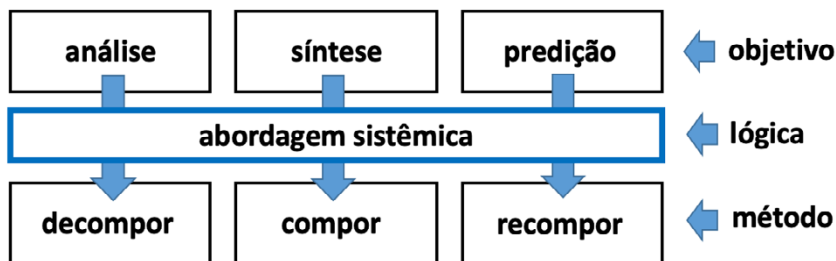 análise síntese predição objetivo
abordagem sistêmica lógica
decompor compor recompor método